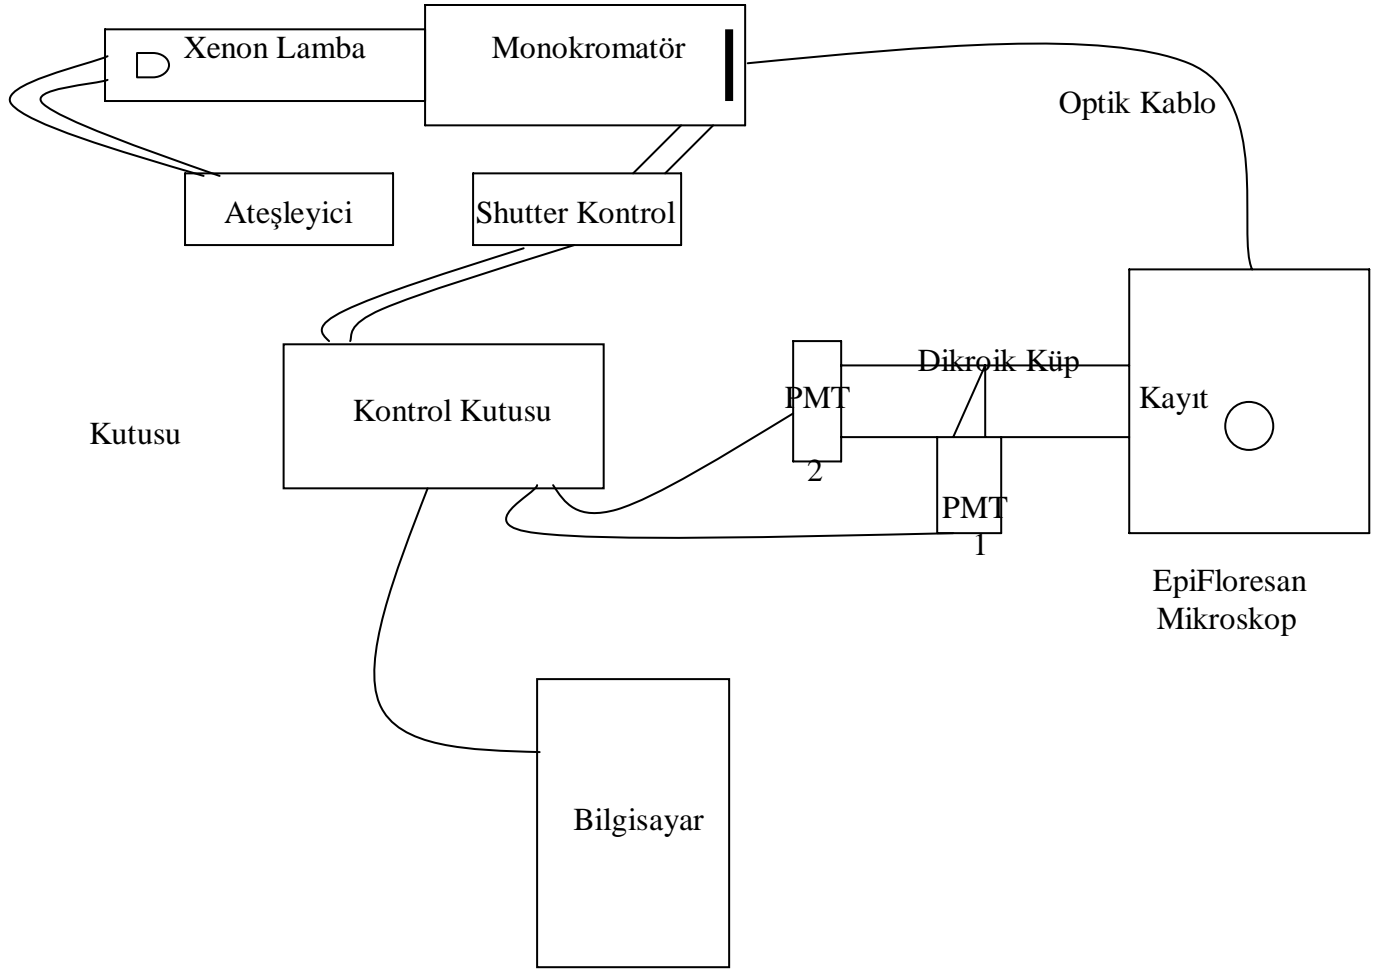 Xenon Lamba
Monokromatör
Optik Kablo
Ateşleyici
Shutter Kontrol
Dikroik Küp
PMT
2
Kayıt
Kontrol Kutusu
Kutusu
PMT
1
EpiFloresan
Mikroskop
Bilgisayar